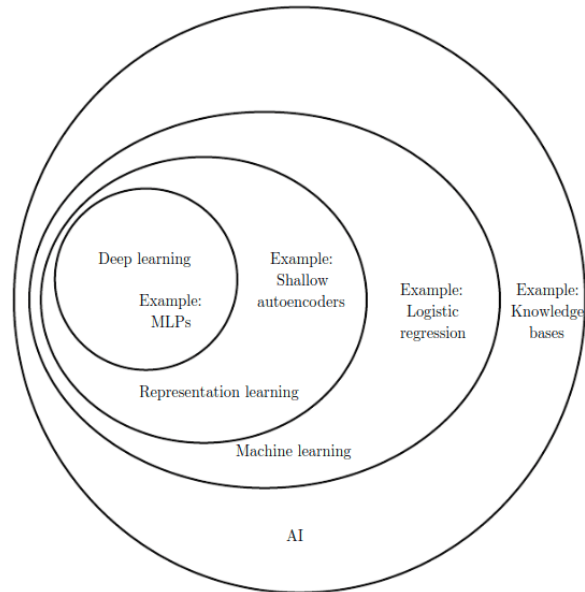 Deep learning
Example:
MLPs
Example:
Shallow
autoencoders
Example:
Logistic
regression
Example:
Knowledge
bases
Representation learning
Machine learning
AI